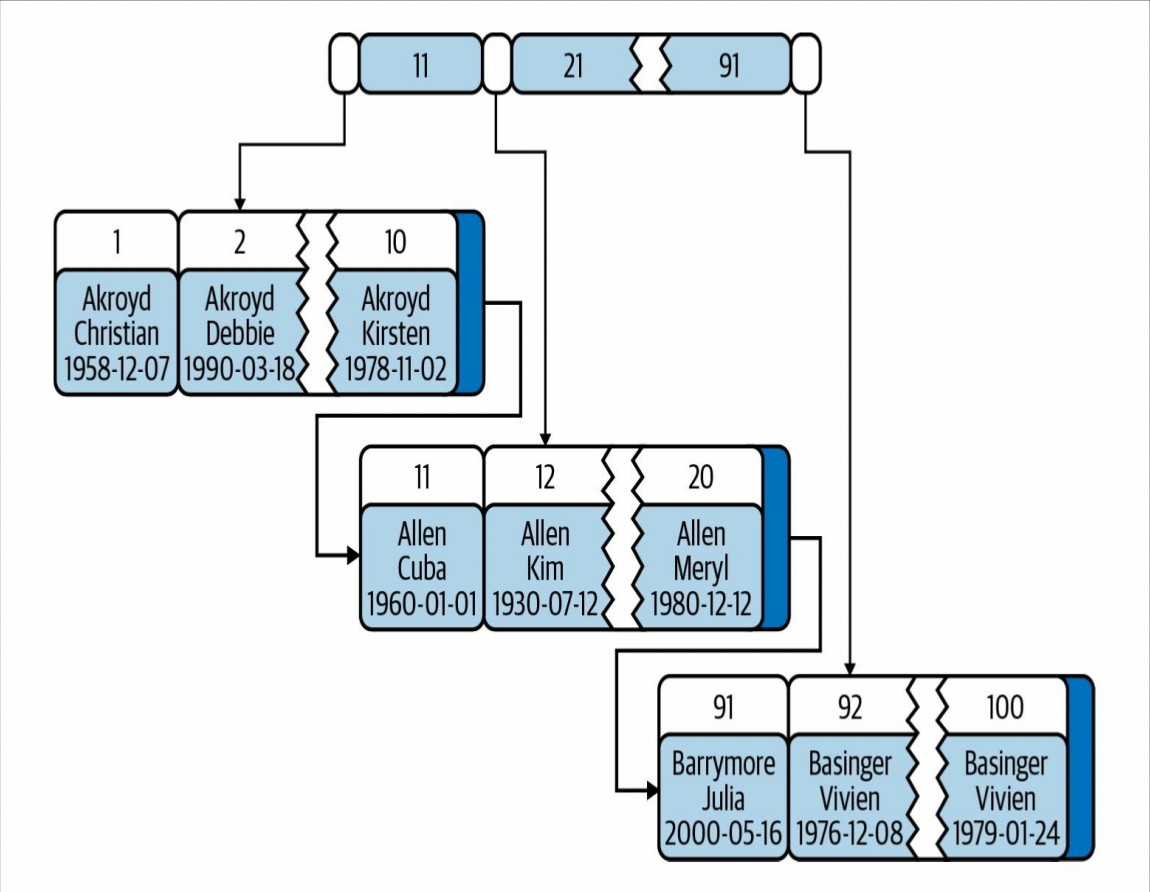 11 21 91
1 2 10
Akroyd Akroyd Akroyd
Christian Debbie Kirsten
1958-12-07 1990-03-18 1978-11-02
11 12 20
Allen Allen Allen
Cuba Kim Meryl
1960-01-01 1930-07-12 1980-12-12
91 92 100
Barrymore Basinger Basinger
Julia Vivien Vivien
2000-05-16 1976-12-08 1979-01-24